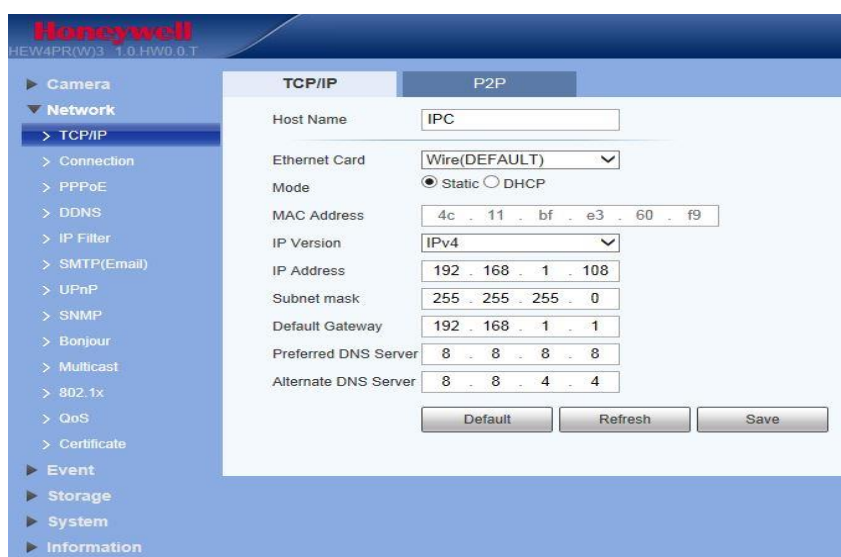 Honeywell
HEW4PR(W)3 1.0.HW0.0.T
Camera
Network
> TCP/IP
> Connection
> PPPoE
> DDNS
> IP Filter
> SMTP(Email)
> UPnP
> SNMP
> Bonjour
> Multicast
> 802.1x
> QoS
> Certificate
Event
Storage
System
Information
TCP/IP P2P
Host Name IPC
Ethernet Card Wire(DEFAULT)
Mode Static DHCP
MAC Address 4c . 11 . bf . e3 . 60 . f9
IP Version IPv4
IP Address 192 . 168 . 1 . 108
Subnet mask 255 . 255 . 255 . 0
Default Gateway 192 . 168 . 1 . 1
Preferred DNS Server 8 . 8 . 8 . 8
Alternate DNS Server 8 . 8 . 4 . 4
Default Refresh Save